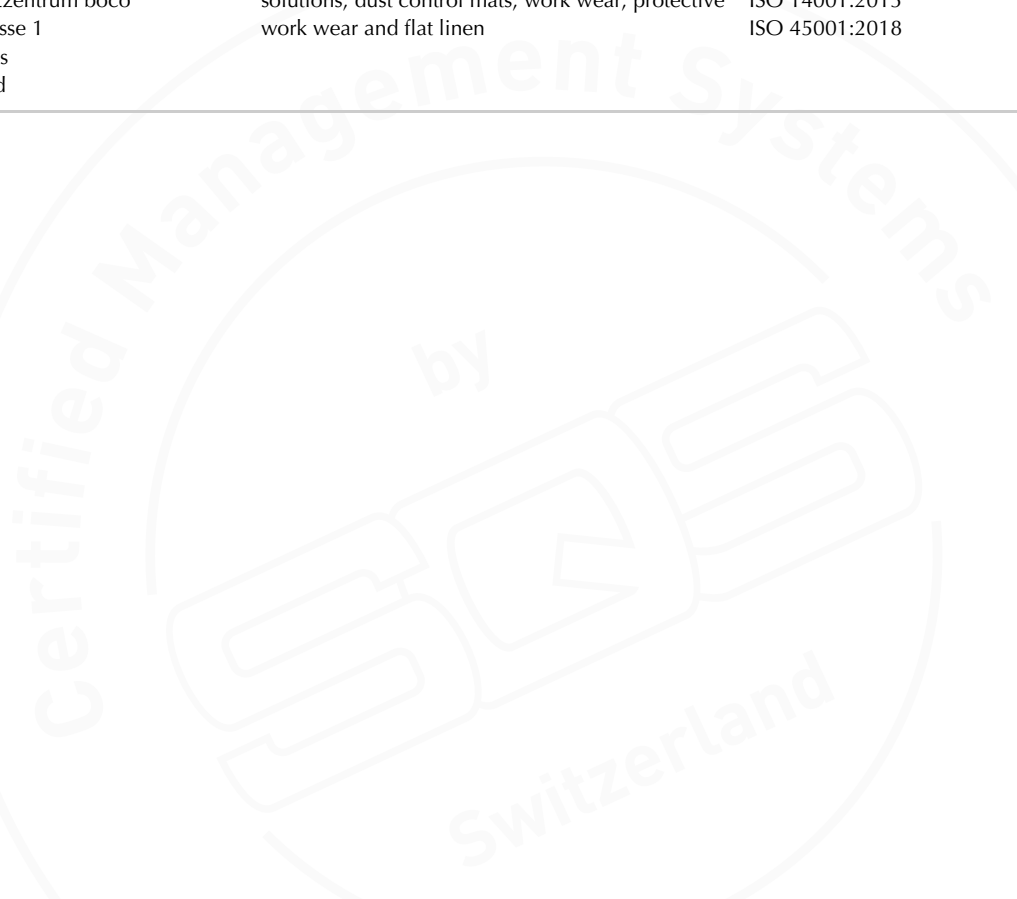 zentrum boco solutions, dust control mats, work wear, protective ISO 14001:2015
sse 1 work wear and flat linen ISO 45001:2018
s
d
Certified Management Systems
by
SQS
Switzerland